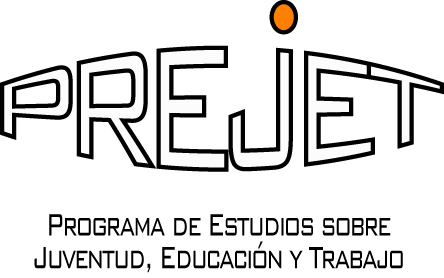 PREjET
PROGRAMA DE ESTUDIOS SOBRE
JUVENTUD, EDUCACIÓN Y TRABAJO